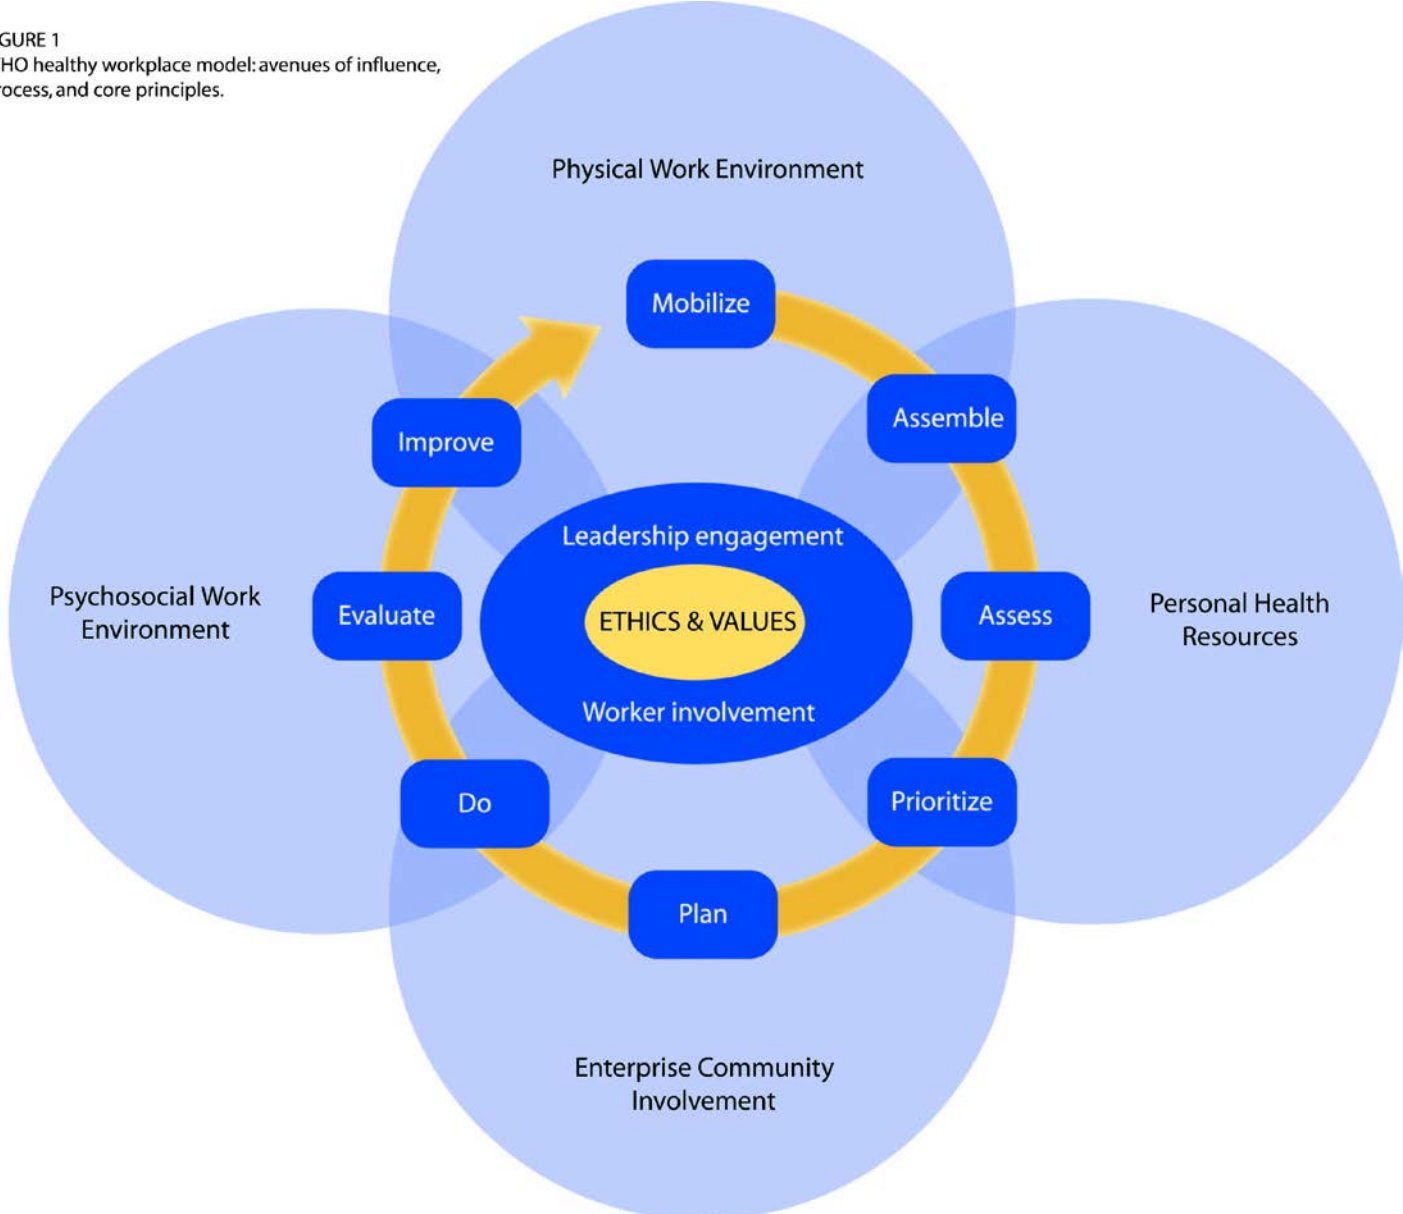 GURE 1
HO healthy workplace model: avenues of influence,
rocess, and core principles.
Physical Work Environment
Mobilize
Assemble
Improve
Leadership engagement
Psychosocial Work
Environment
Evaluate
ETHICS & VALUES
Assess
Personal Health
Resources
Worker involvement
Do
Prioritize
Plan
Enterprise Community
Involvement